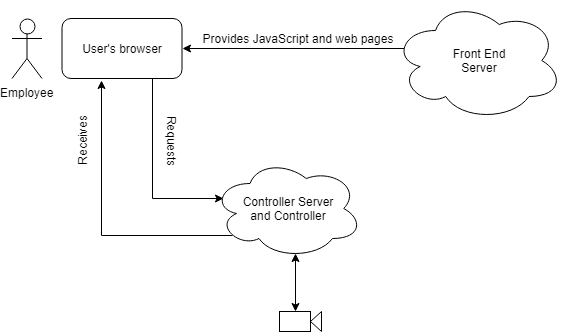 User's browser
Provides JavaScript and web pages
Front End
Server
Employee
Receives
Requests
Controller Server
and Controller